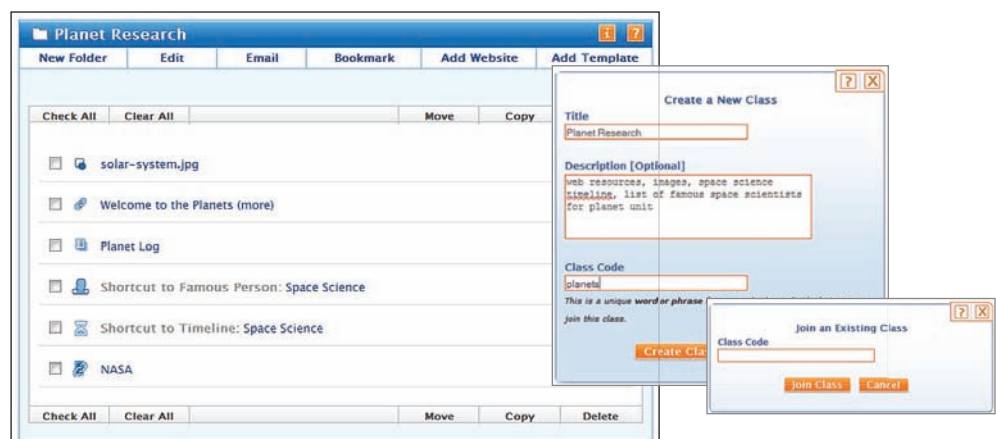 Planet Research
i ?
New Folder Edit Email Bookmark Add Website Add Template
Check All Clear All Move Copy
solar-system.jpg
Welcome to the Planets (more)
Planet Log
Shortcut to Famous Person: Space Science
Shortcut to Timeline: Space Science
NASA
Check All Clear All Move Copy Delete
? X
Create a New Class
Title
Planet Research
Description [Optional]
web resources, images, space science
timeline, list of famous space scientists
for planet unit
Class Code
planets
This is a unique word or phrase
join this class.
Create Cla
? X
Join an Existing Class
Class Code
Join Class Cancel